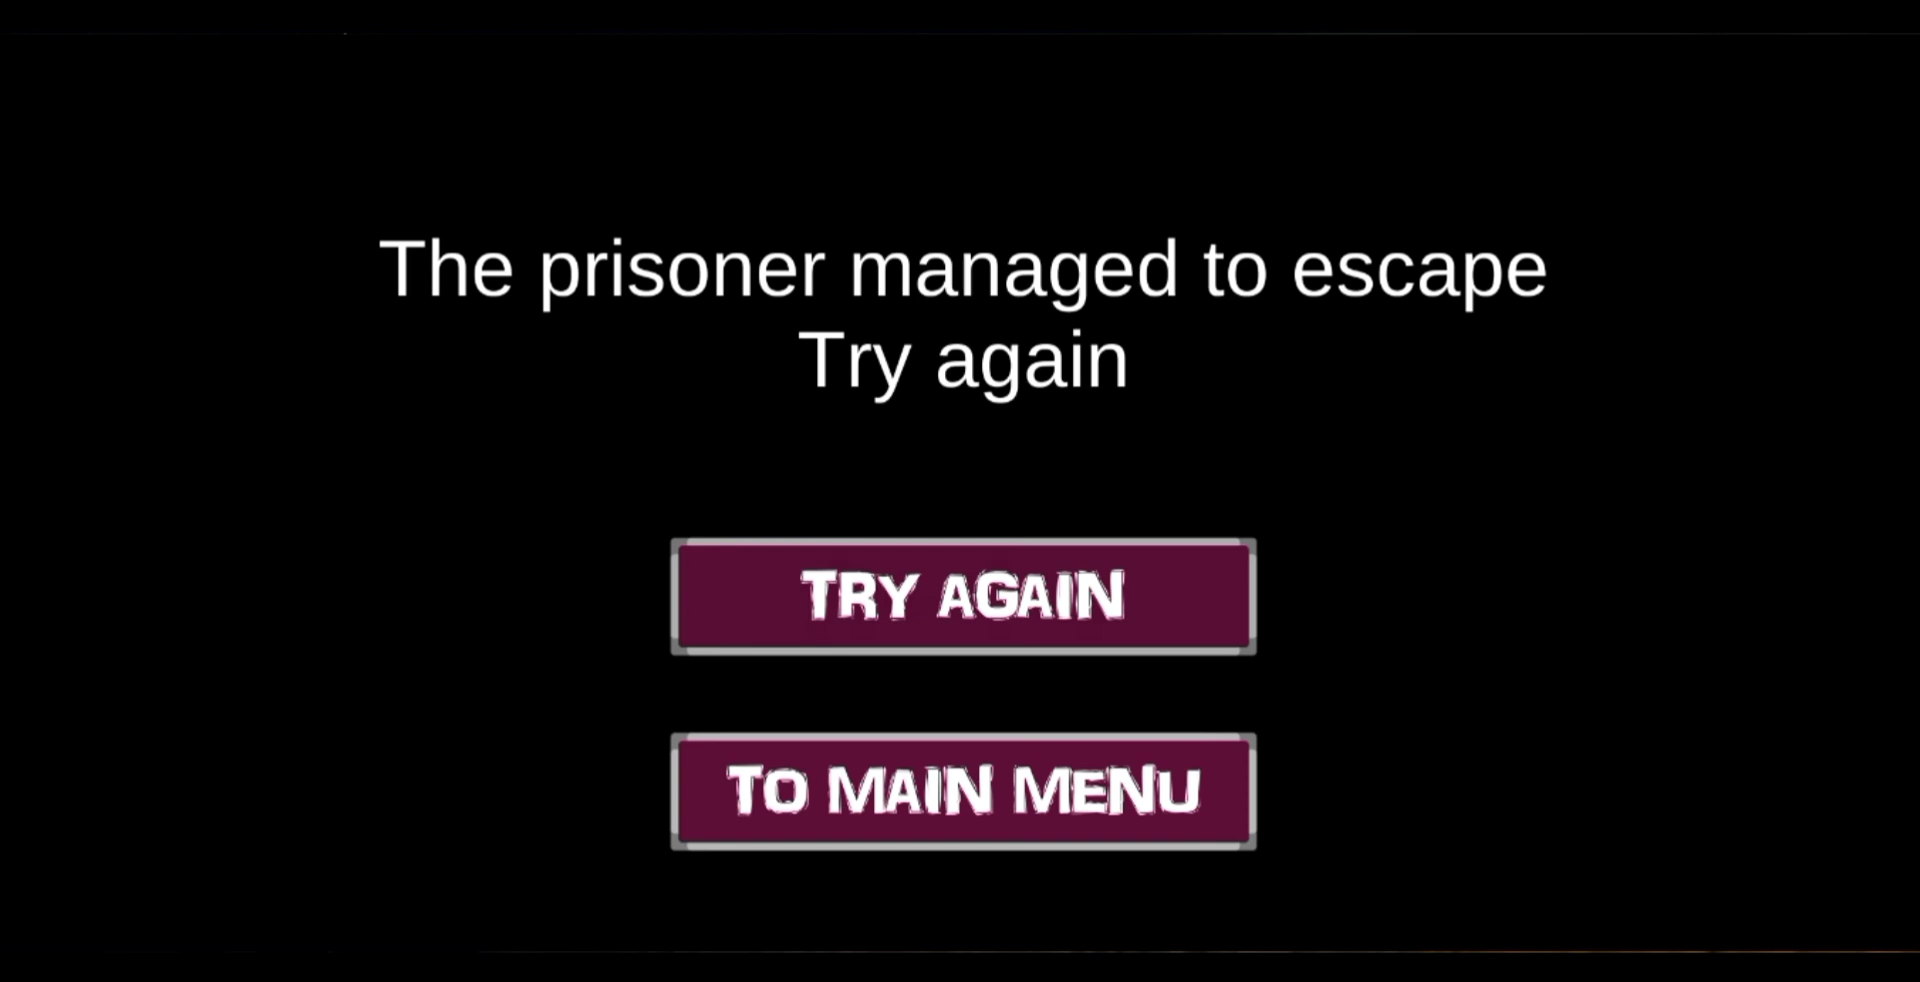 The prisoner managed to escape
Try again
TRY AGAIN
TO MAIN MENU